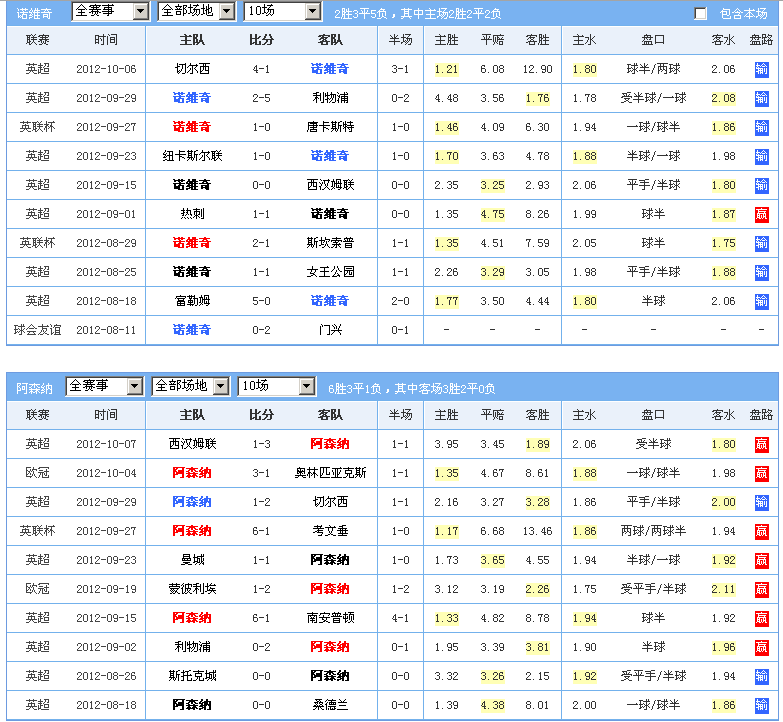 诺维奇 全赛事 全部场地 10场 2胜3平5负，其中主场2胜2平2负 包含本场
联赛 时间 主队 比分 客队 半场 主胜 平赔 客胜 主水 盘口 客水 盘路
英超 2012-10-06 切尔西 4-1 诺维奇 3-1 1.21 6.08 12.90 1.80 球半/两球 2.06 输
英超 2012-09-29 诺维奇 2-5 利物浦 0-2 4.48 3.56 1.76 1.78 受半球/一球 2.08 输
英联杯 2012-09-27 诺维奇 1-0 唐卡斯特 1-0 1.46 4.09 6.30 1.94 一球/球半 1.86 输
英超 2012-09-23 纽卡斯尔联 1-0 诺维奇 1-0 1.70 3.63 4.78 1.88 半球/一球 1.98 输
英超 2012-09-15 诺维奇 0-0 西汉姆联 0-0 2.35 3.25 2.93 2.06 平手/半球 1.80 输
英超 2012-09-01 热刺 1-1 诺维奇 0-0 1.35 4.75 8.26 1.99 球半 1.87 赢
英联杯 2012-08-29 诺维奇 2-1 斯坎索普 1-1 1.35 4.51 7.59 2.05 球半 1.75 输
英超 2012-08-25 诺维奇 1-1 女王公园 1-1 2.26 3.29 3.05 1.98 平手/半球 1.88 输
英超 2012-08-18 富勒姆 5-0 诺维奇 2-0 1.77 3.50 4.44 1.80 半球 2.06 输
球会友谊 2012-08-11 诺维奇 0-2 门兴 0-1 - - - - - - -
阿森纳 全赛事 全部场地 10场 6胜3平1负，其中客场3胜2平0负
联赛 时间 主队 比分 客队 半场 主胜 平赔 客胜 主水 盘口 客水 盘路
英超 2012-10-07 西汉姆联 1-3 阿森纳 1-1 3.95 3.45 1.89 2.06 受半球 1.80 赢
欧冠 2012-10-04 阿森纳 3-1 奥林匹亚克斯 1-1 1.35 4.67 8.61 1.88 一球/球半 1.98 赢
英超 2012-09-29 阿森纳 1-2 切尔西 1-1 2.16 3.27 3.28 1.86 平手/半球 2.00 输
英联杯 2012-09-27 阿森纳 6-1 考文垂 1-0 1.17 6.68 13.46 1.86 两球/两球半 1.94 赢
英超 2012-09-23 曼城 1-1 阿森纳 1-0 1.73 3.65 4.55 1.94 半球/一球 1.92 赢
欧冠 2012-09-19 蒙彼利埃 1-2 阿森纳 1-2 3.12 3.19 2.26 1.75 受平手/半球 2.11 赢
英超 2012-09-15 阿森纳 6-1 南安普顿 4-1 1.33 4.82 8.78 1.94 球半 1.92 赢
英超 2012-09-02 利物浦 0-2 阿森纳 0-1 1.95 3.39 3.81 1.90 半球 1.96 赢
英超 2012-08-26 斯托克城 0-0 阿森纳 0-0 3.32 3.26 2.15 1.92 受平手/半球 1.94 输
英超 2012-08-18 阿森纳 0-0 桑德兰 0-0 1.39 4.38 8.01 2.00 一球/球半 1.86 输